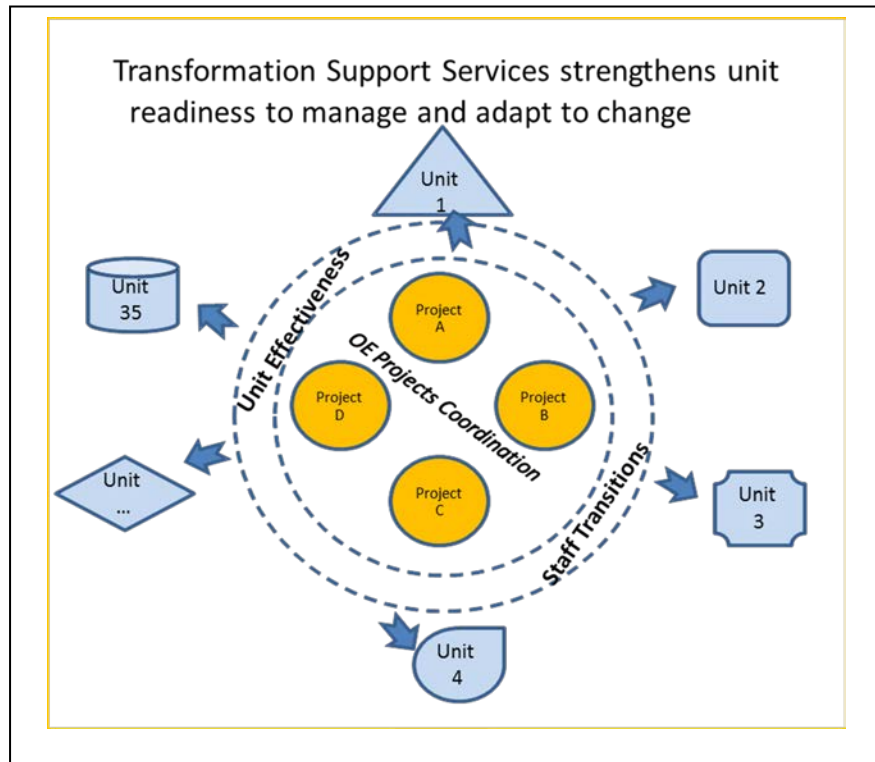 Transformation Support Services strengthens unit
readiness to manage and adapt to change
Unit
1
Unit
35
Unit 2
Unit Effectiveness
Project
A
OE Projects Coordination
Project
D
Project
B
Unit
...
Project
C
Staff Transitions
Unit
3
Unit
4